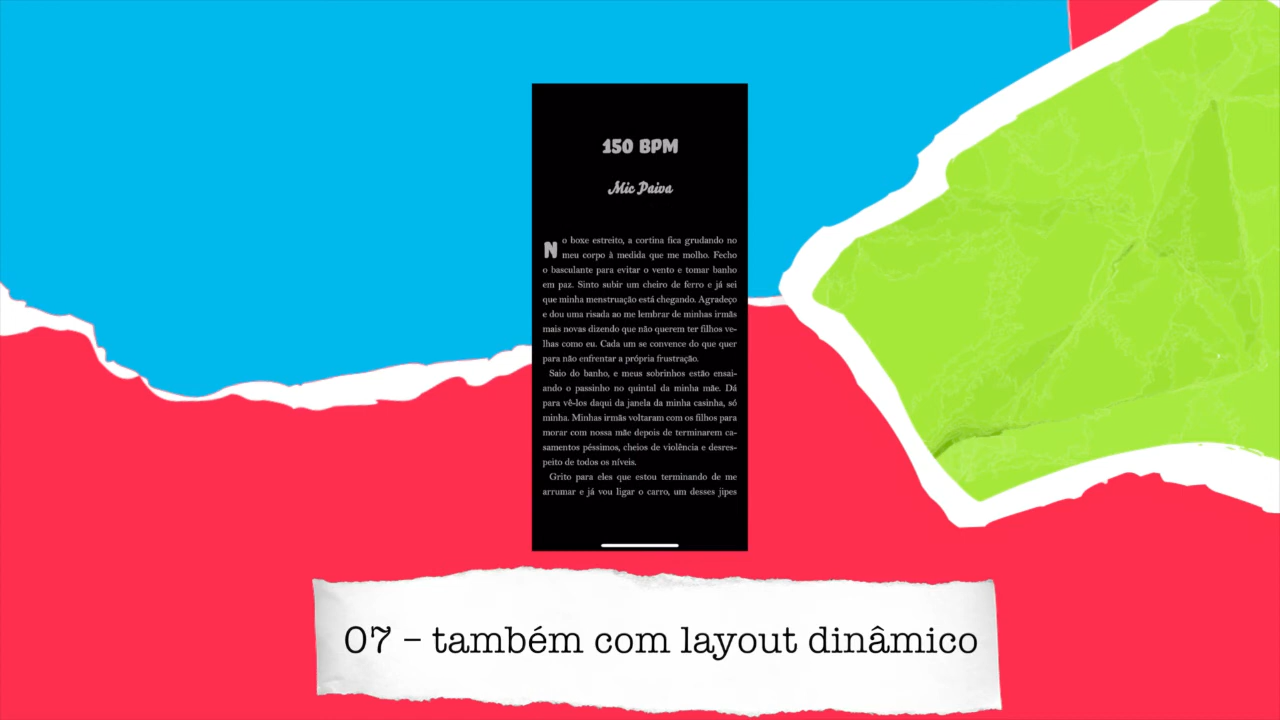 150 BPM
Mic Paiva
No boxe estreito, a cortina fica grudando no
meu corpo à medida que me molho. Fecho
o basculante para evitar o vento e tomar banho
em paz. Sinto subir um cheiro de ferro e já sei
que minha menstruação está chegando. Agradeço
e dou uma risada ao me lembrar de minhas irmãs
mais novas dizendo que não querem ter filhos ve-
lhas como eu. Cada um se convence do que quer
para não enfrentar a própria frustração.
Saio do banho, e meus sobrinhos estão ensai-
ando o passinho no quintal da minha mãe. Dá
para vê-los daqui da janela da minha casinha, só
minha. Minhas irmãs voltaram com os filhos para
morar com nossa mãe depois de terminarem ca-
samentos péssimos, cheios de violência e desres-
peito de todos os níveis.
Grito para eles que estou terminando de me
arrumar e já vou ligar o carro, um desses jipes
07 – também com layout dinâmico